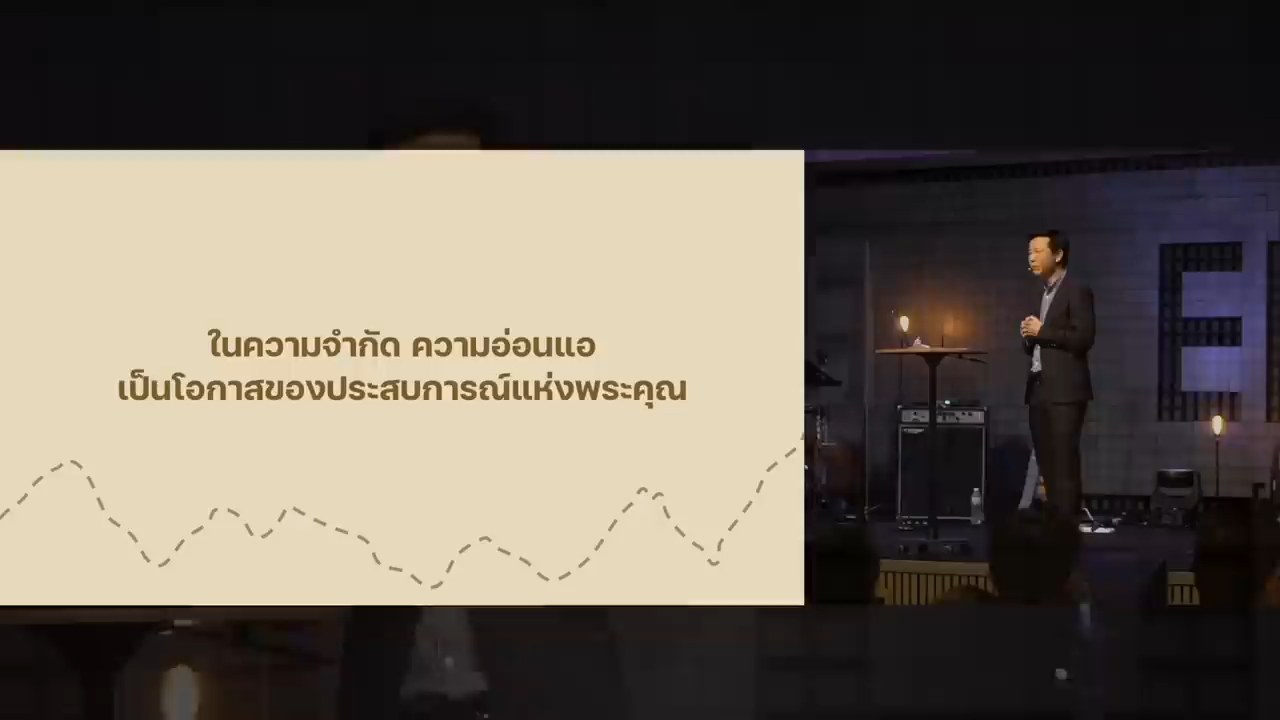 ในความจำกัด ความอ่อนแอ
เป็นโอกาสของประสบการณ์แห่งพระคุณ
E